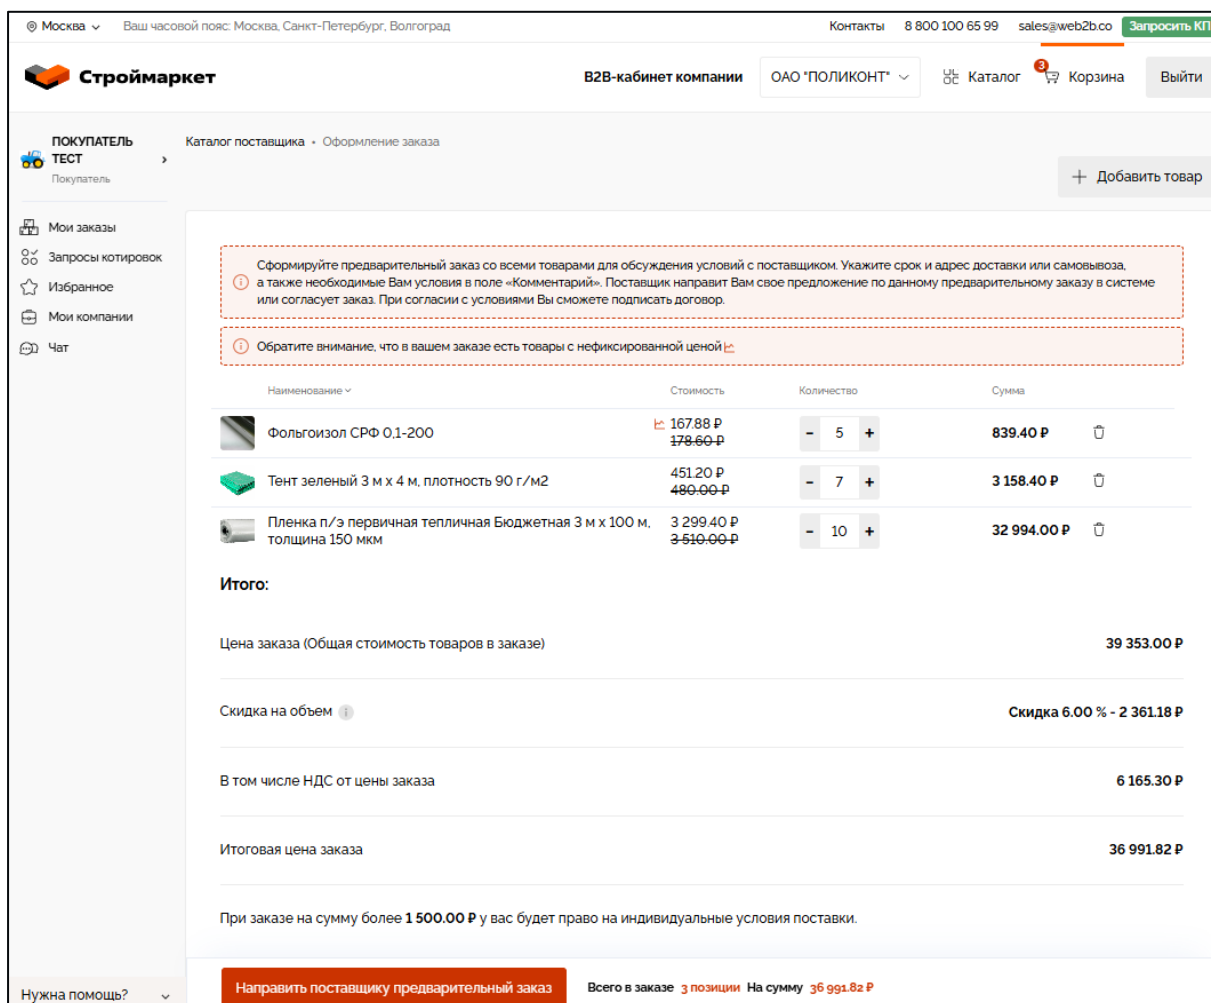 Москва
Ваш часовой пояс: Москва, Санкт-Петербург, Волгоград
Контакты
8 800 100 65 99
sales@web2b.co
Запросить КП
Строймаркет
B2B-кабинет компании
ОАО "ПОЛИКОНТ"
Каталог
3
Корзина
Выйти
ПОКУПАТЕЛЬ
ТЕСТ
Покупатель
Каталог поставщика • Оформление заказа
+ Добавить товар
Мои заказы
Запросы котировок
Избранное
Мои компании
Чат
Сформируйте предварительный заказ со всеми товарами для обсуждения условий с поставщиком. Укажите срок и адрес доставки или самовывоза,
а также необходимые Вам условия в поле «Комментарий». Поставщик направит Вам свое предложение по данному предварительному заказу в системе
или согласует заказ. При согласии с условиями Вы сможете подписать договор.
Обратите внимание, что в вашем заказе есть товары с нефиксированной ценой
Наименование
Стоимость
Количество
Сумма
Фольгоизол СРФ 0,1-200
167.88 ₽
178.60 ₽
- 5 +
839.40 ₽
Тент зеленый 3 м х 4 м, плотность 90 г/м2
451.20 ₽
480.00 ₽
- 7 +
3 158.40 ₽
Пленка п/э первичная тепличная Бюджетная 3 м х 100 м,
толщина 150 мкм
3 299.40 ₽
3 510.00 ₽
- 10 +
32 994.00 ₽
Итого:
Цена заказа (Общая стоимость товаров в заказе)
39 353.00 ₽
Скидка на объем
Скидка 6.00 % - 2 361.18 ₽
В том числе НДС от цены заказа
6 165.30 ₽
Итоговая цена заказа
36 991.82 ₽
При заказе на сумму более 1 500.00 ₽ у вас будет право на индивидуальные условия поставки.
Нужна помощь?
Направить поставщику предварительный заказ
Всего в заказе 3 позиции На сумму 36 991.82 ₽